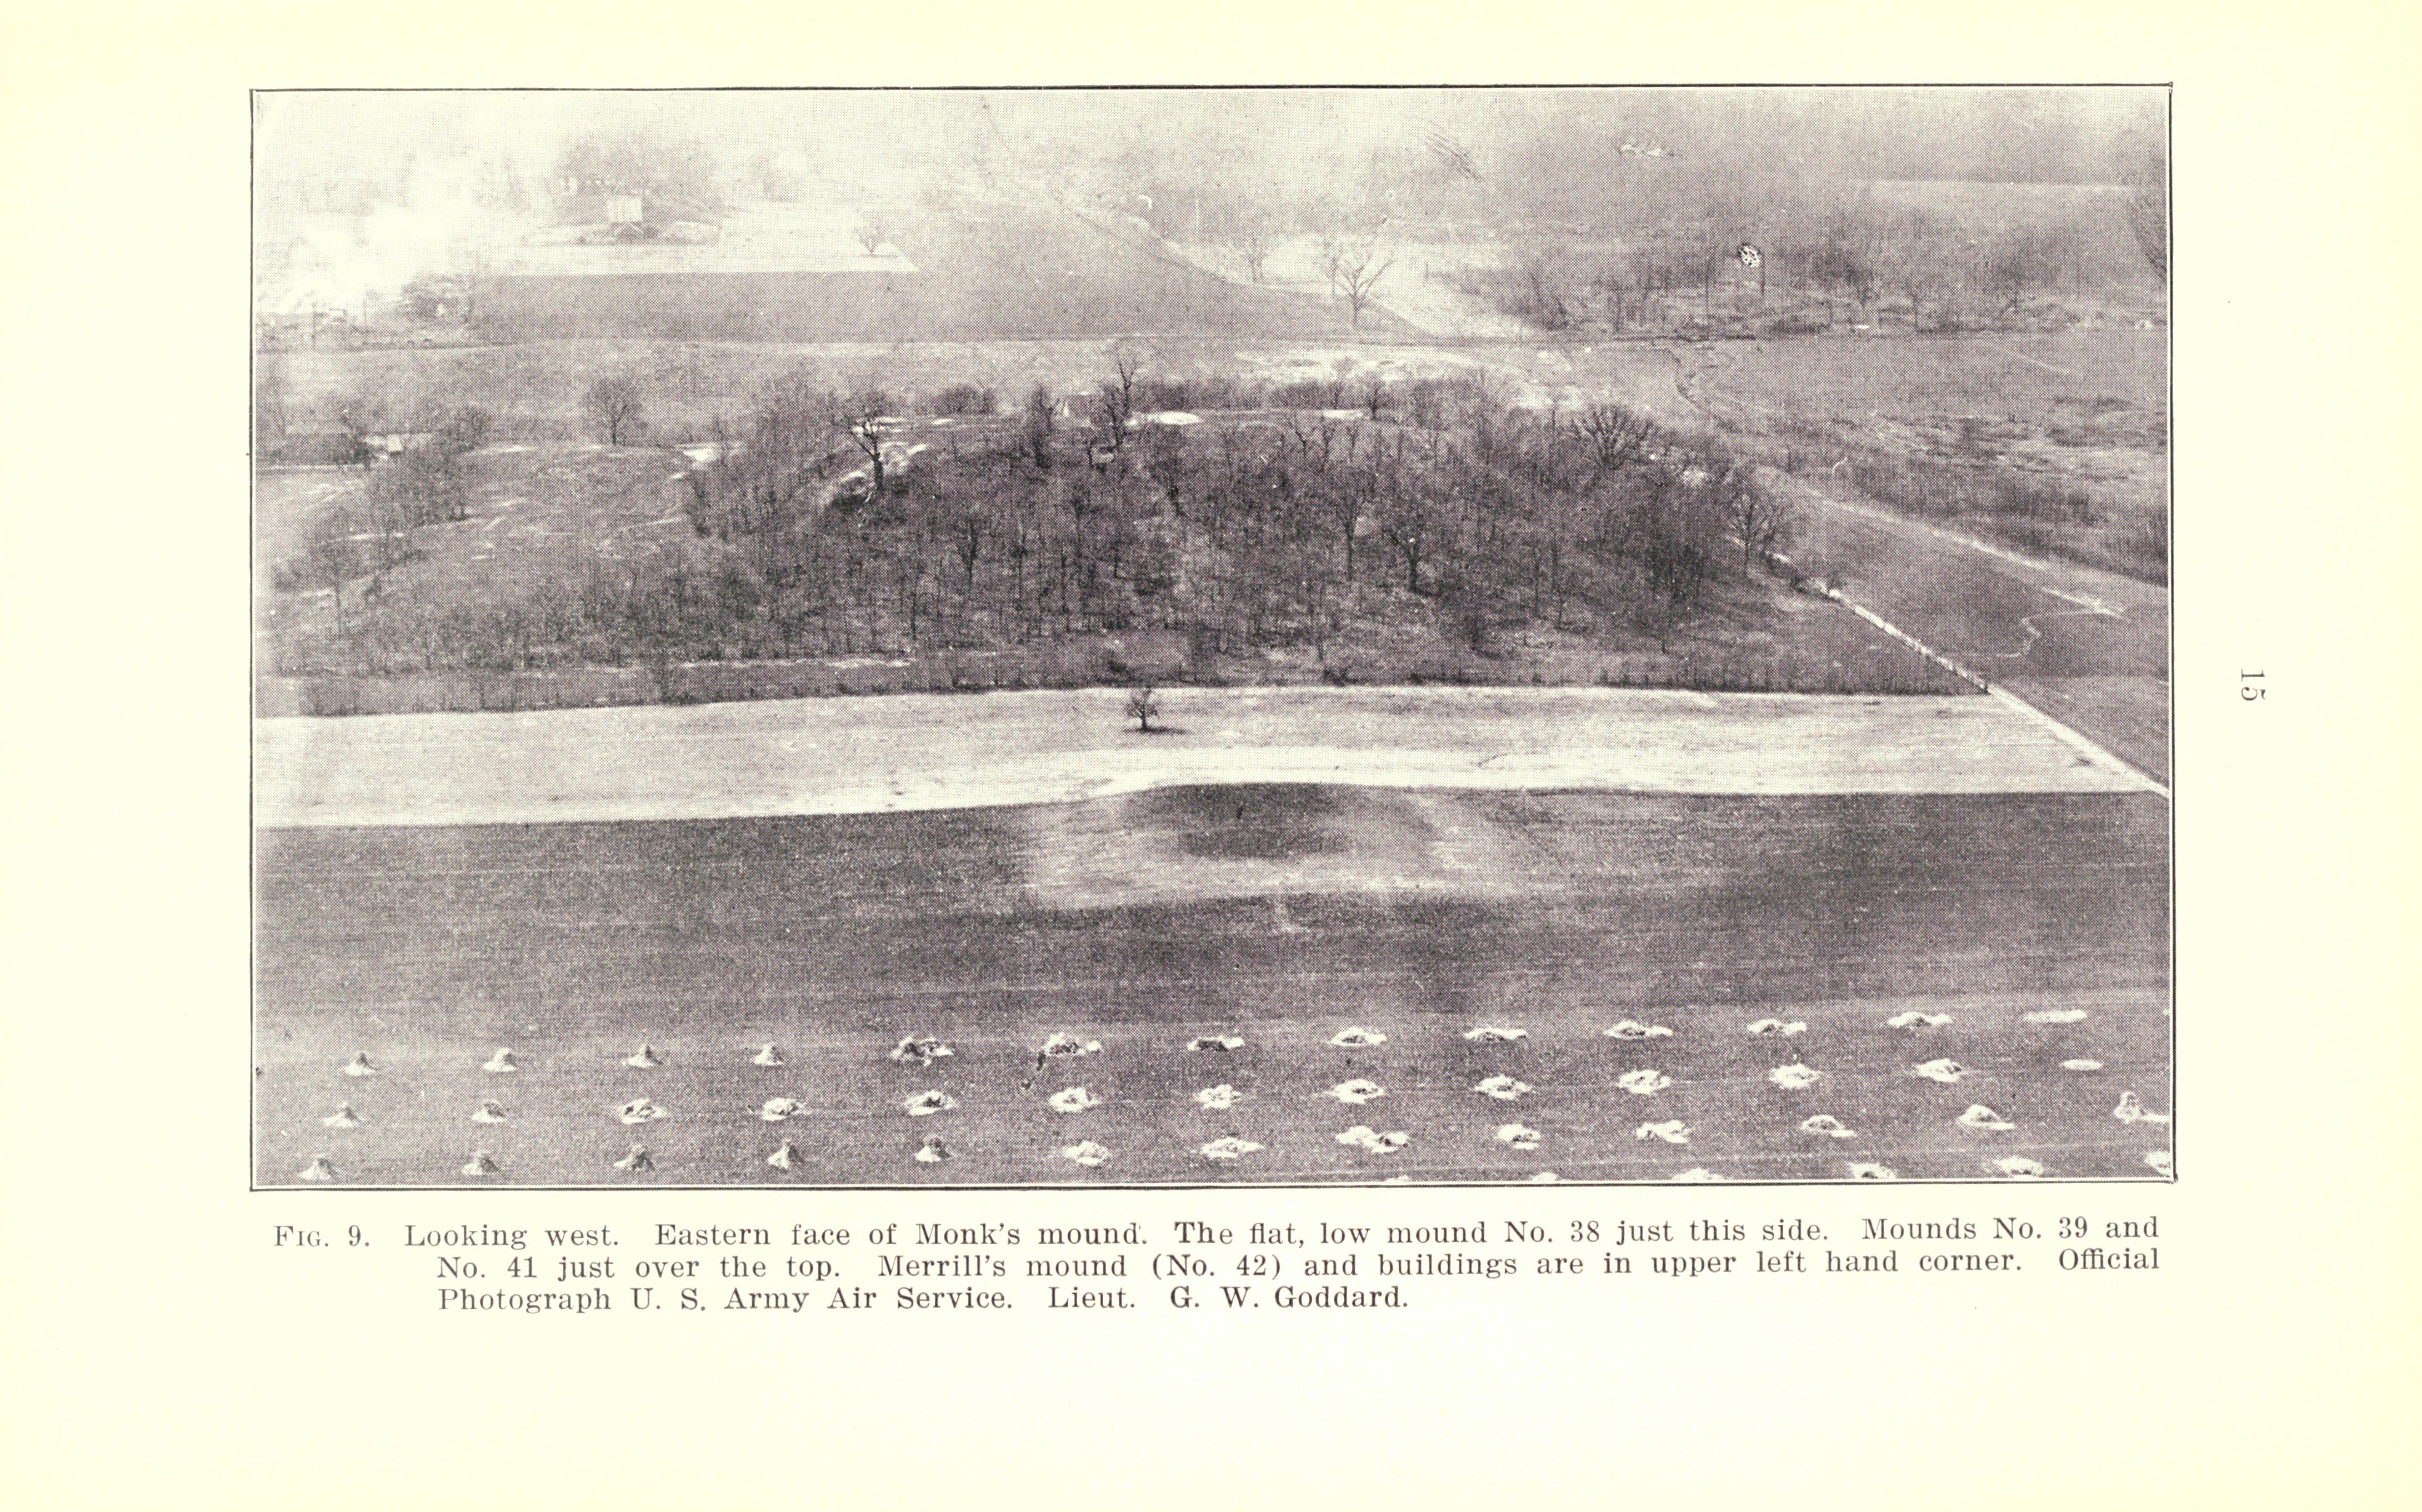 FIG. 9. Looking west. Eastern face of Monk's mound. The flat, low mound No. 38 just this side. Mounds No. 39 and
No. 41 just over the top. Merrill's mound (No. 42) and buildings are in upper left hand corner. Official
Photograph U. S. Army Air Service. Lieut. G. W. Goddard.
15